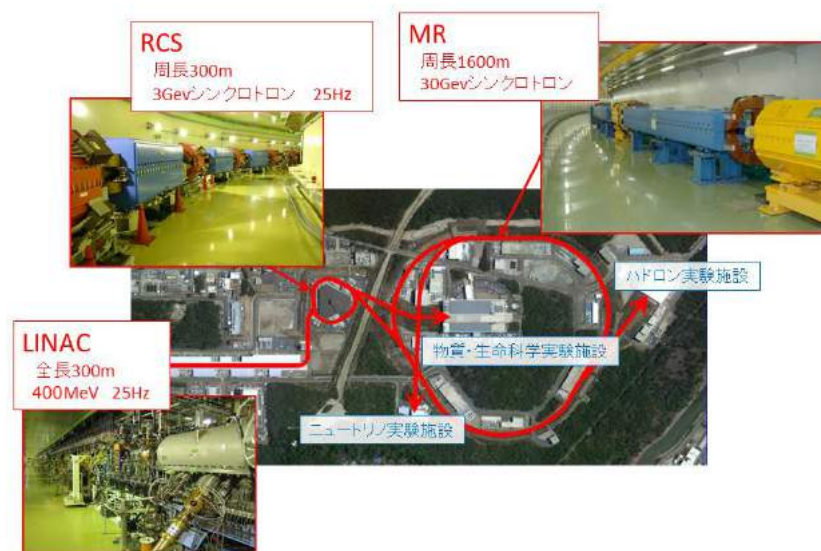 RCS
周長300m
3Gevシンクロトロン 25Hz
MR
周長1600m
30Gevシンクロトロン
ハドロン実験施設
LINAC
全長300m
400MeV 25Hz
物質・生命科学実験施設
ニュートリノ実験施設